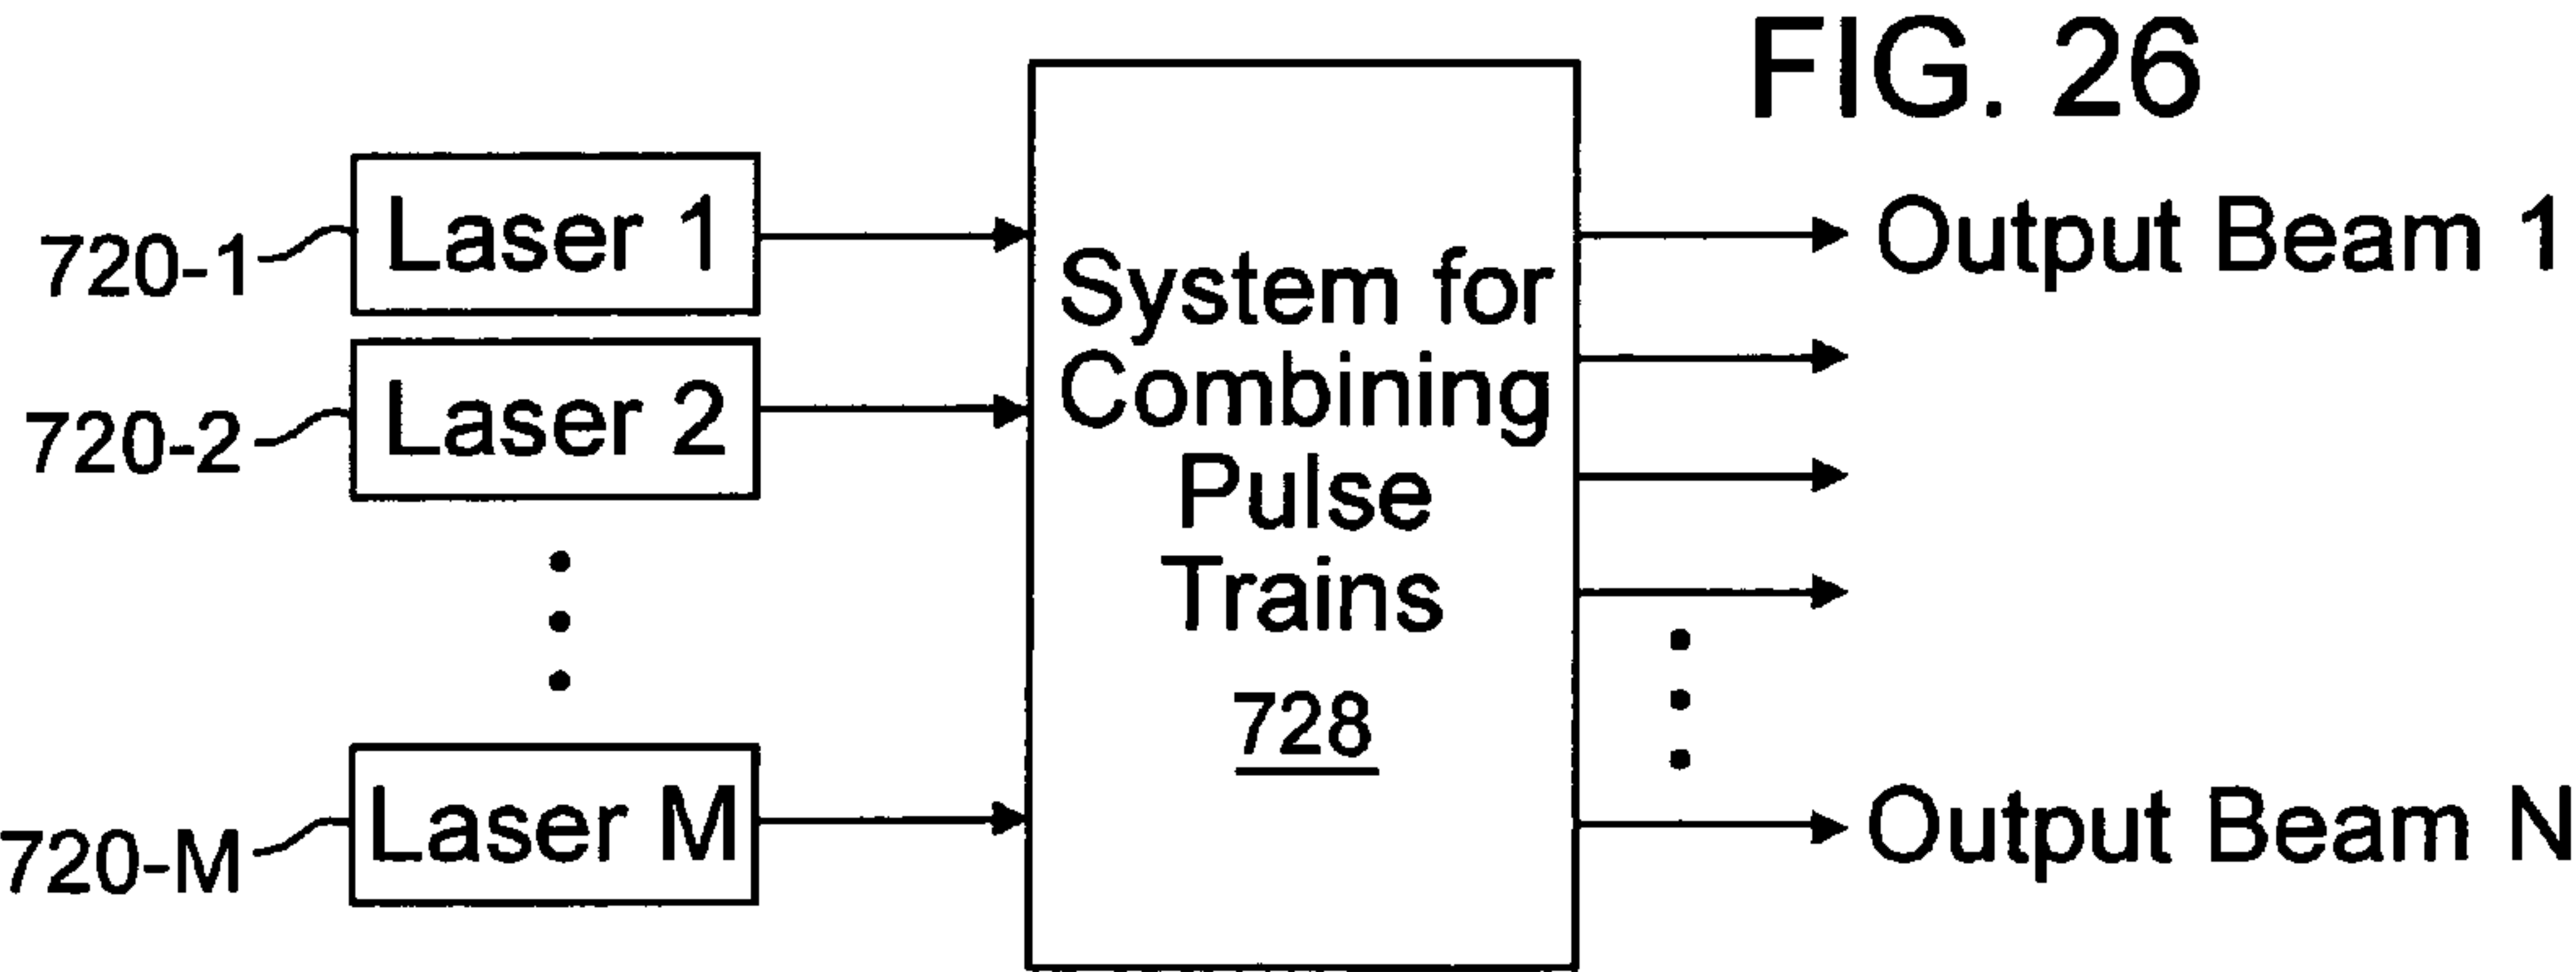 FIG. 26
720-1
Laser 1
720-2
Laser 2
720-M
Laser M
System for
Combining
Pulse
Trains
728
Output Beam 1
Output Beam N